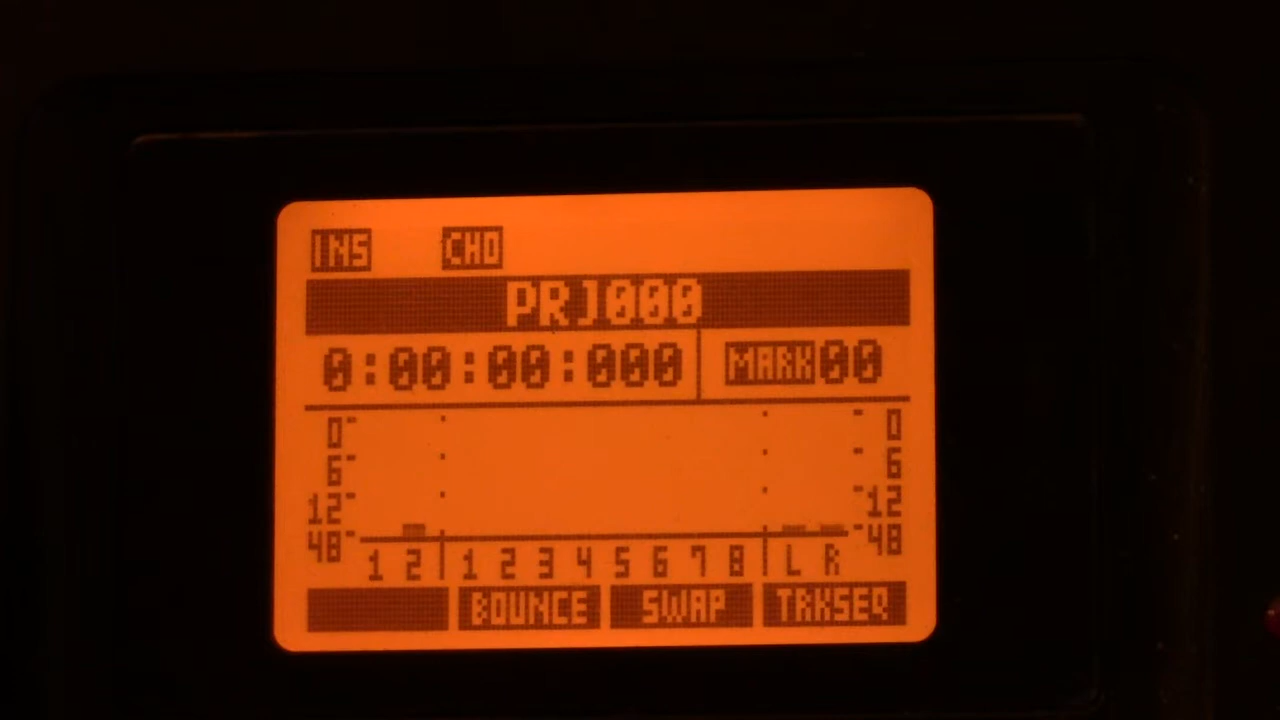 INS CHO
PRJ000
0:00:00:000 MARK00
0 0
6 6
12 12
48 48
1 2 1 2 3 4 5 6 7 8 L R
BOUNCE SWAP TRKSEQ